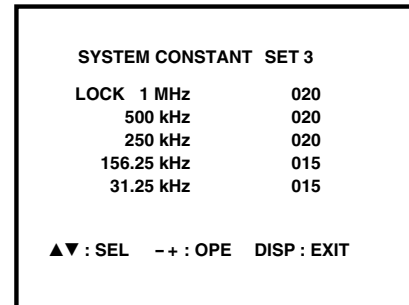 SYSTEM CONSTANT SET 3
LOCK 1 MHz 020
500 kHz 020
250 kHz 020
156.25 kHz 015
31.25 kHz 015
▲▼ : SEL −+ : OPE DISP : EXIT